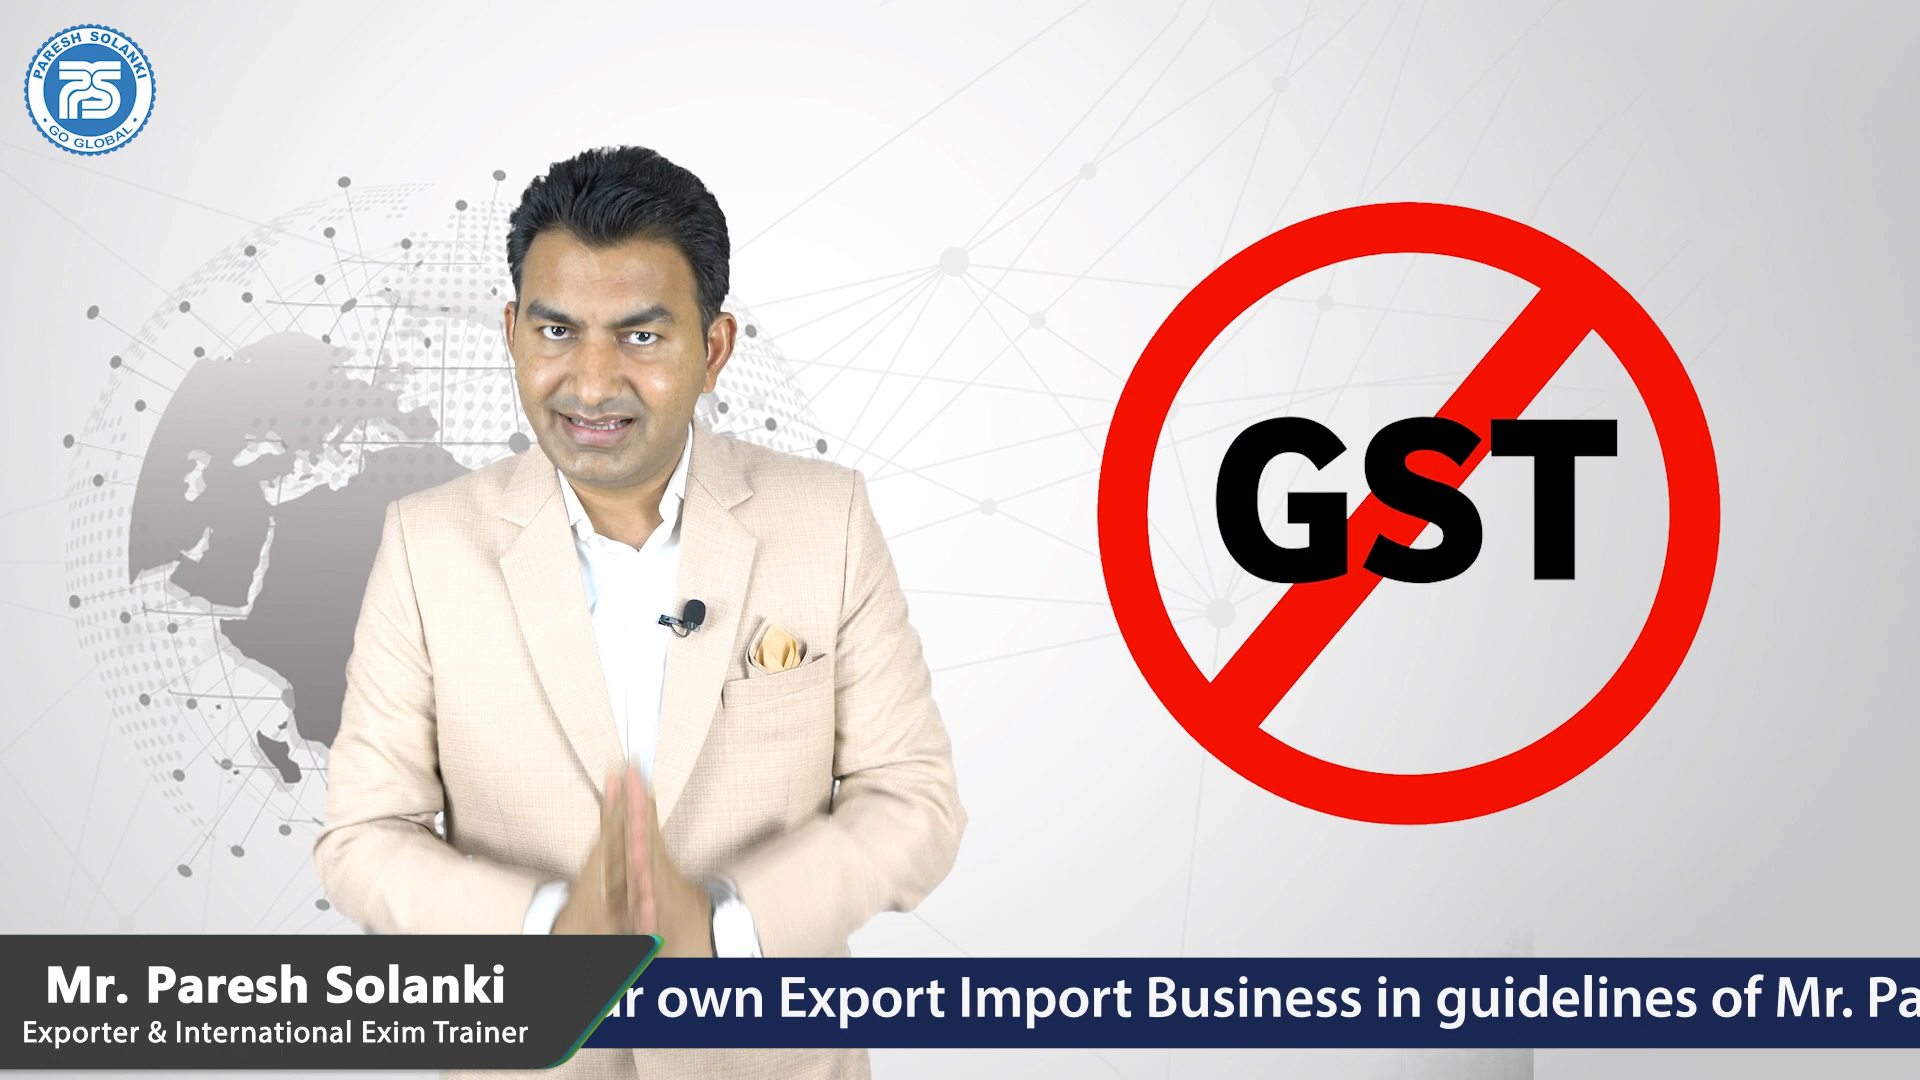 PARESH SOLANKI
PS
GO GLOBAL
GST
Mr. Paresh Solanki
Exporter & International Exim Trainer
own Export Import Business in guidelines of Mr.